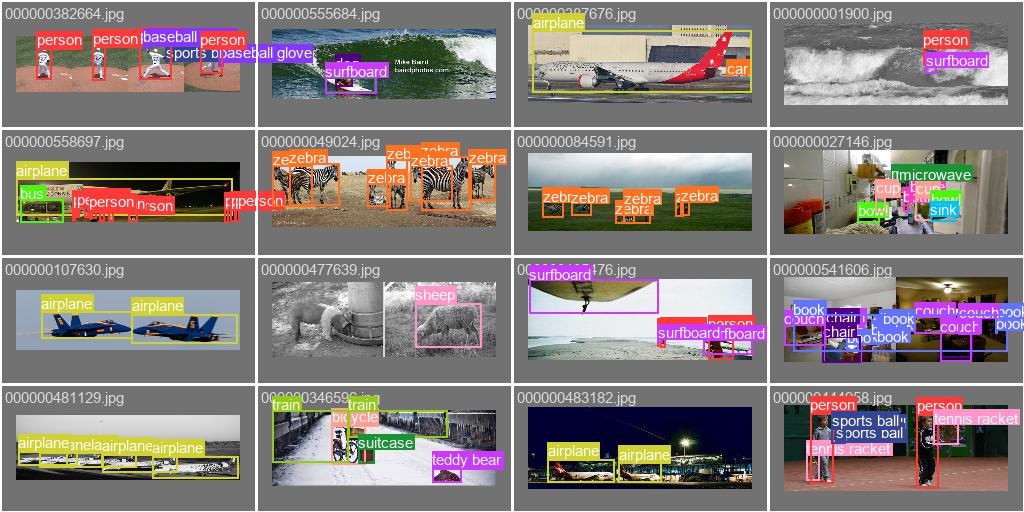 000000382664.jpg
person
person
baseball
person
sports
baseball glove
000000555684.jpg
surfboard
Mike Baird
bairdphotos.com
airplane
car
000000001900.jpg
person
surfboard
000000558697.jpg
airplane
bus
person
person
000000049024.jpg
zebra
zebra
zebra
zebra
zebra
000000084591.jpg
zebra
zebra
zebra
zebra
zebra
000000027146.jpg
microwave
cup
cup
bowl
bowl
sink
000000107630.jpg
airplane
airplane
000000477639.jpg
sheep
surfboard
person
surfboard
000000541606.jpg
book
couch
chair
chair
book
book
couch
couch
couch
book
book
000000481129.jpg
airplane
airplane
airplane
train
train
suitcase
teddy bear
000000483182.jpg
airplane
airplane
person
person
sports ball
sports ball
tennis racket
tennis racket